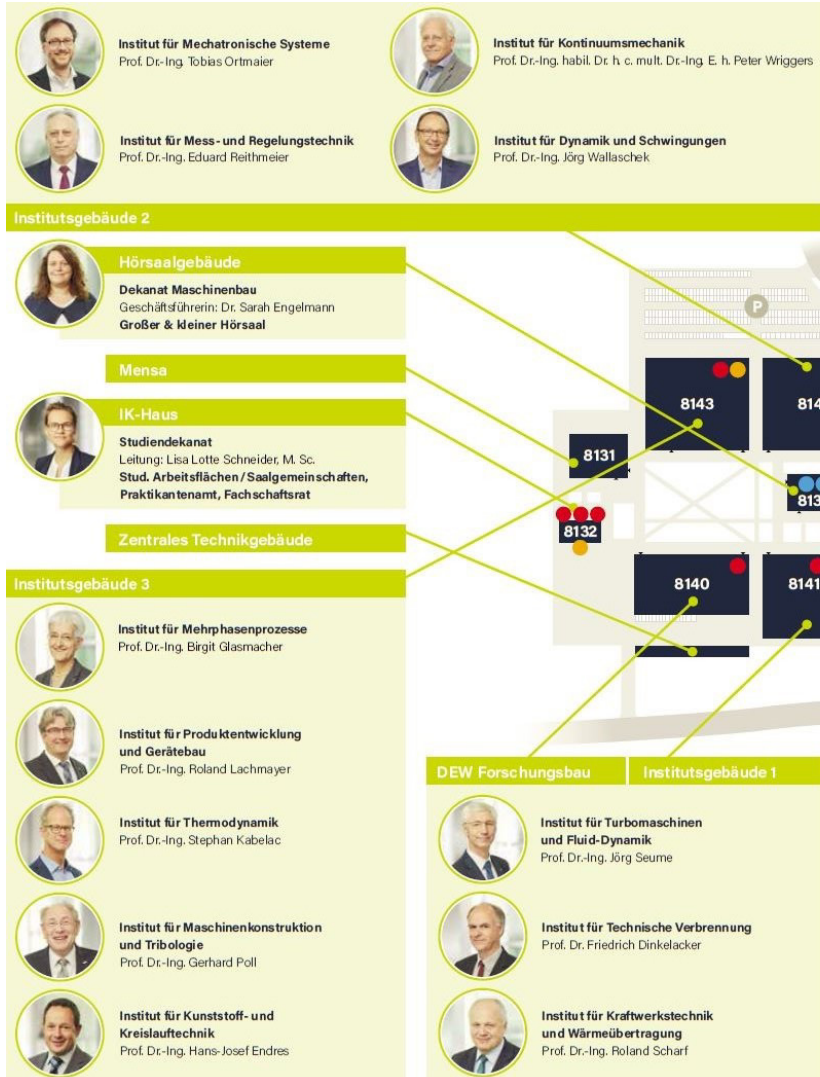 Institut für Mechatronische Systeme
Prof. Dr.-Ing. Tobias Ortmaier
Institut für Kontinuumsmechanik
Prof. Dr.-Ing. habil. Dr. h. c. mult. Dr.-Ing. E. h. Peter Wriggers
Institut für Mess- und Regelungstechnik
Prof. Dr.-Ing. Eduard Reithmeier
Institut für Dynamik und Schwingungen
Prof. Dr.-Ing. Jörg Wallaschek
Institutsgebäude 2
Hörsaalgebäude
Dekanat Maschinenbau
Geschäftsführerin: Dr. Sarah Engelmann
Großer & kleiner Hörsaal
Mensa
IK-Haus
Studiendekanat
Leitung: Lisa Lotte Schneider, M. Sc.
Stud. Arbeitsflächen/Saalgemeinschaften,
Praktikantenamt, Fachschaftsrat
Zentrales Technikgebäude
P
8143
814
8131
813
8132
8140
8141
Institutsgebäude 3
Institut für Mehrphasenprozesse
Prof. Dr.-Ing. Birgit Glasmacher
Institut für Produktentwicklung
und Gerätebau
Prof. Dr.-Ing. Roland Lachmayer
Institut für Thermodynamik
Prof. Dr.-Ing. Stephan Kabelac
Institut für Maschinenkonstruktion
und Tribologie
Prof. Dr.-Ing. Gerhard Poll
Institut für Kunststoff- und
Kreislauftechnik
Prof. Dr.-Ing. Hans-Josef Endres
DEW Forschungsbau
Institutsgebäude 1
Institut für Turbomaschinen
und Fluid-Dynamik
Prof. Dr.-Ing. Jörg Seume
Institut für Technische Verbrennung
Prof. Dr. Friedrich Dinkelacker
Institut für Kraftwerkstechnik
und Wärmeübertragung
Prof. Dr.-Ing. Roland Scharf